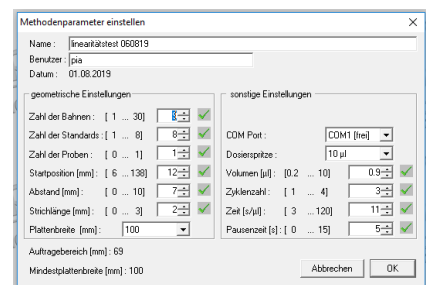 Methodenparameter einstellen
Name : linearitätstest 060819
Benutzer : pia
Datum : 01.08.2019
geometrische Einstellungen
Zahl der Bahnen : [ 1 ... 30]
Zahl der Standards : [ 1 ... 8] 8
Zahl der Proben : [ 0 ... 1] 1
Startposition [mm] : [ 6 ...138] 12
Abstand [mm] : [ 0 ... 10] 7
Strichlänge [mm] : [ 0 ... 3] 2
Plattenbreite [mm] : 100
sonstige Einstellungen
COM Port : COM1 (frei)
Dosierspritze : 10 µl
Volumen [µl] : [0.2 ... 10] 0.9
Zyklenzahl : [ 1 ... 4] 3
Zeit [s/µl] : [ 3 ...120] 11
Pausenzeit [s] : [ 0 ... 15] 5
Auftragebereich [mm] : 69
Mindestplattenbreite [mm] : 100
Abbrechen OK